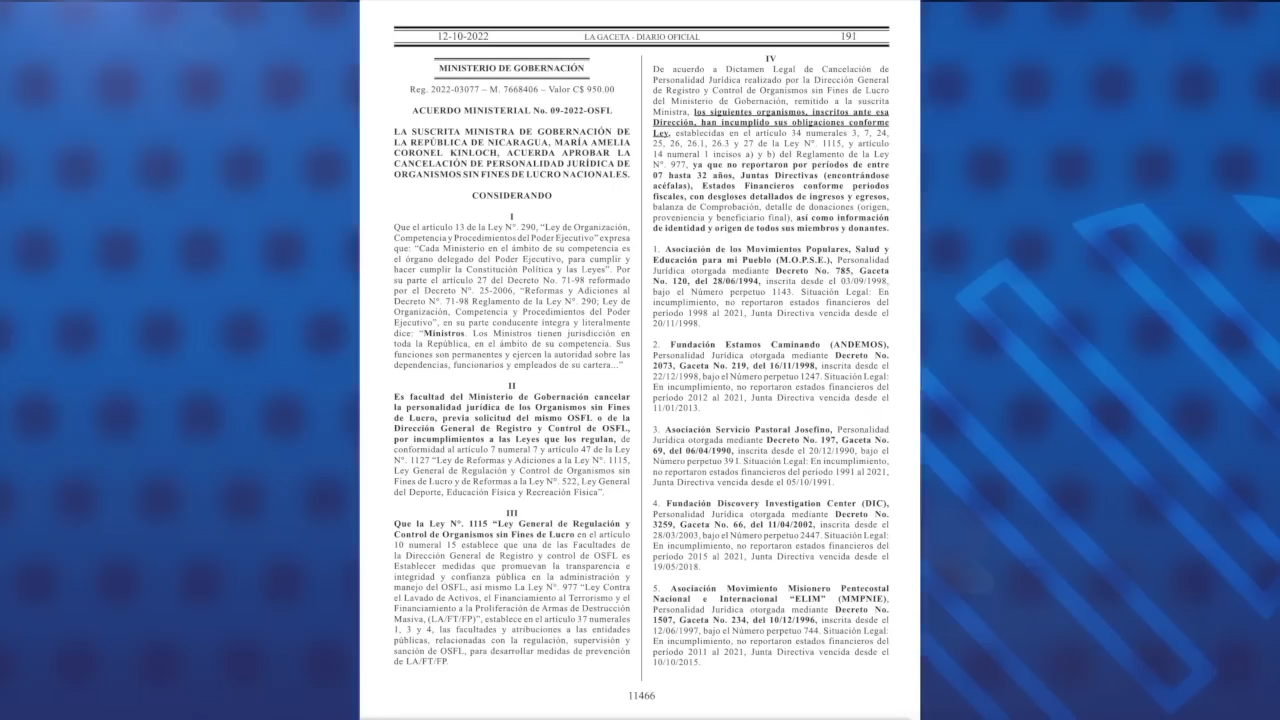 12-10-2022
LA GACETA - DIARIO OFICIAL
191
MINISTERIO DE GOBERNACIÓN
Reg. 2022-03077 – M. 7668406 – Valor C$ 950.00
ACUERDO MINISTERIAL No. 09-2022-OSFL
LA SUSCRITA MINISTRA DE GOBERNACIÓN DE
LA REPÚBLICA DE NICARAGUA, MARÍA AMELIA
CORONEL KINLOCH, ACUERDA APROBAR LA
CANCELACIÓN DE PERSONALIDAD JURÍDICA DE
ORGANISMOS SIN FINES DE LUCRO NACIONALES.
CONSIDERANDO
I
Que el artículo 13 de la Ley N°. 290, “Ley de Organización,
Competencia y Procedimientos del Poder Ejecutivo” expresa
que: “Cada Ministerio en el ámbito de su competencia es
el órgano delegado del Poder Ejecutivo, para cumplir y
hacer cumplir la Constitución Política y las Leyes”. Por
su parte el artículo 27 del Decreto No. 71-98 reformado
por el Decreto N°. 25-2006, “Reformas y Adiciones al
Decreto N°. 71-98 Reglamento de la Ley N°. 290; Ley de
Organización, Competencia y Procedimientos del Poder
Ejecutivo”, en su parte conducente íntegra y literalmente
dice: “Ministros. Los Ministros tienen jurisdicción en
toda la República, en el ámbito de su competencia. Sus
funciones son permanentes y ejercen la autoridad sobre las
dependencias, funcionarios y empleados de su cartera...”
II
Es facultad del Ministerio de Gobernación cancelar
la personalidad jurídica de los Organismos sin Fines
de Lucro, previa solicitud del mismo OSFL o de la
Dirección General de Registro y Control de OSFL,
por incumplimientos a las Leyes que los regulan, de
conformidad al artículo 7 numeral 7 y artículo 47 de la Ley
N°. 1127 “Ley de Reformas y Adiciones a la Ley N°. 1115,
Ley General de Regulación y Control de Organismos sin
Fines de Lucro y de Reformas a la Ley N°. 522, Ley General
del Deporte, Educación Física y Recreación Física”.
III
Que la Ley N°. 1115 “Ley General de Regulación y
Control de Organismos sin Fines de Lucro en el artículo
10 numeral 15 establece que una de las Facultades de
la Dirección General de Registro y control de OSFL es
Establecer medidas que promuevan la transparencia e
integridad y confianza pública en la administración y
manejo del OSFL, así mismo La Ley N°. 977 “Ley Contra
el Lavado de Activos, el Financiamiento al Terrorismo y el
Financiamiento a la Proliferación de Armas de Destrucción
Masiva, (LA/FT/FP)”, establece en el artículo 37 numerales
1, 3 y 4, las facultades y atribuciones a las entidades
públicas, relacionadas con la regulación, supervisión y
sanción de OSFL, para desarrollar medidas de prevención
de LA/FT/FP.
IV
De acuerdo a Dictamen Legal de Cancelación de
Personalidad Jurídica realizado por la Dirección General
de Registro y Control de Organismos sin Fines de Lucro
del Ministerio de Gobernación, remitido a la suscrita
Ministra, los siguientes organismos, inscritos ante esa
Dirección, han incumplido sus obligaciones conforme
Ley, establecidas en el artículo 34 numerales 3, 7, 24,
25, 26, 26.1, 26.3 y 27 de la Ley N°. 1115, y artículo
14 numeral 1 incisos a) y b) del Reglamento de la Ley
N°. 977, ya que no reportaron por períodos de entre
07 hasta 32 años, Juntas Directivas (encontrándose
acéfalas), Estados Financieros conforme períodos
fiscales, con desgloses detallados de ingresos y egresos,
balanza de Comprobación, detalle de donaciones (origen,
proveniencia y beneficiario final), así como información
de identidad y origen de todos sus miembros y donantes.
1. Asociación de los Movimientos Populares, Salud y
Educación para mi Pueblo (M.O.P.S.E.), Personalidad
Jurídica otorgada mediante Decreto No. 785, Gaceta
No. 120, del 28/06/1994, inscrita desde el 03/09/1998,
bajo el Número perpetuo 1143. Situación Legal: En
incumplimiento, no reportaron estados financieros del
período 1998 al 2021, Junta Directiva vencida desde el
20/11/1998.
2. Fundación Estamos Caminando (ANDEMOS),
Personalidad Jurídica otorgada mediante Decreto No.
2073, Gaceta No. 219, del 16/11/1998, inscrita desde el
22/12/1998, bajo el Número perpetuo 1247. Situación Legal:
En incumplimiento, no reportaron estados financieros del
período 2012 al 2021, Junta Directiva vencida desde el
11/01/2013.
3. Asociación Servicio Pastoral Josefino, Personalidad
Jurídica otorgada mediante Decreto No. 197, Gaceta No.
69, del 06/04/1990, inscrita desde el 20/12/1990, bajo el
Número perpetuo 391. Situación Legal: En incumplimiento,
no reportaron estados financieros del período 1991 al 2021,
Junta Directiva vencida desde el 05/10/1991.
4. Fundación Discovery Investigation Center (DIC),
Personalidad Jurídica otorgada mediante Decreto No.
3259, Gaceta No. 66, del 11/04/2002, inscrita desde el
28/03/2003, bajo el Número perpetuo 2447. Situación Legal:
En incumplimiento, no reportaron estados financieros del
período 2015 al 2021, Junta Directiva vencida desde el
19/05/2018.
5. Asociación Movimiento Misionero Pentecostal
Nacional e Internacional “ELIM” (MMPNIE),
Personalidad Jurídica otorgada mediante Decreto No.
1507, Gaceta No. 234, del 10/12/1996, inscrita desde el
12/06/1997, bajo el Número perpetuo 744. Situación Legal:
En incumplimiento, no reportaron estados financieros del
período 2011 al 2021, Junta Directiva vencida desde el
10/10/2015.
11466